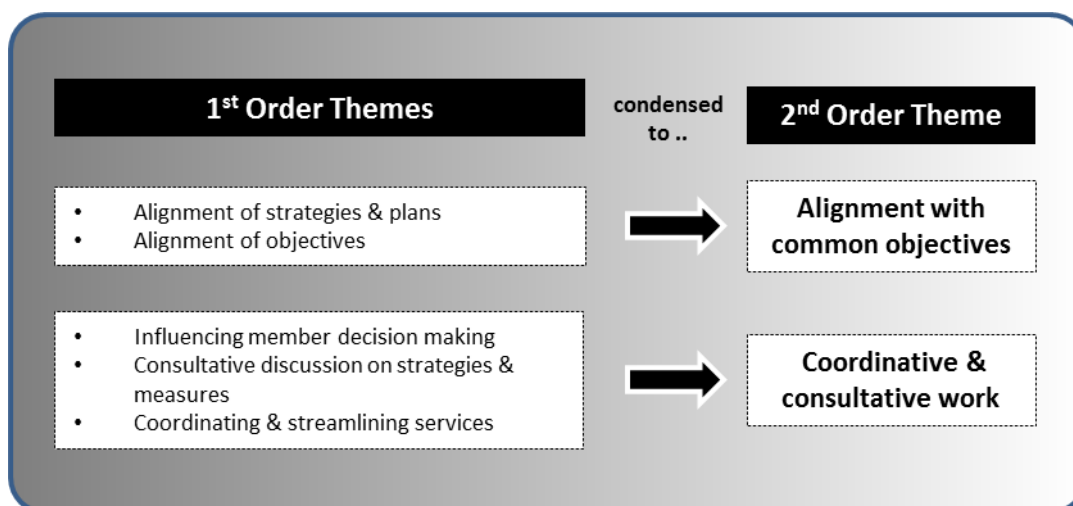 1st Order Themes
condensed
to ..
2nd Order Theme
• Alignment of strategies & plans
• Alignment of objectives
Alignment with
common objectives
• Influencing member decision making
• Consultative discussion on strategies &
measures
• Coordinating & streamlining services
Coordinative &
consultative work